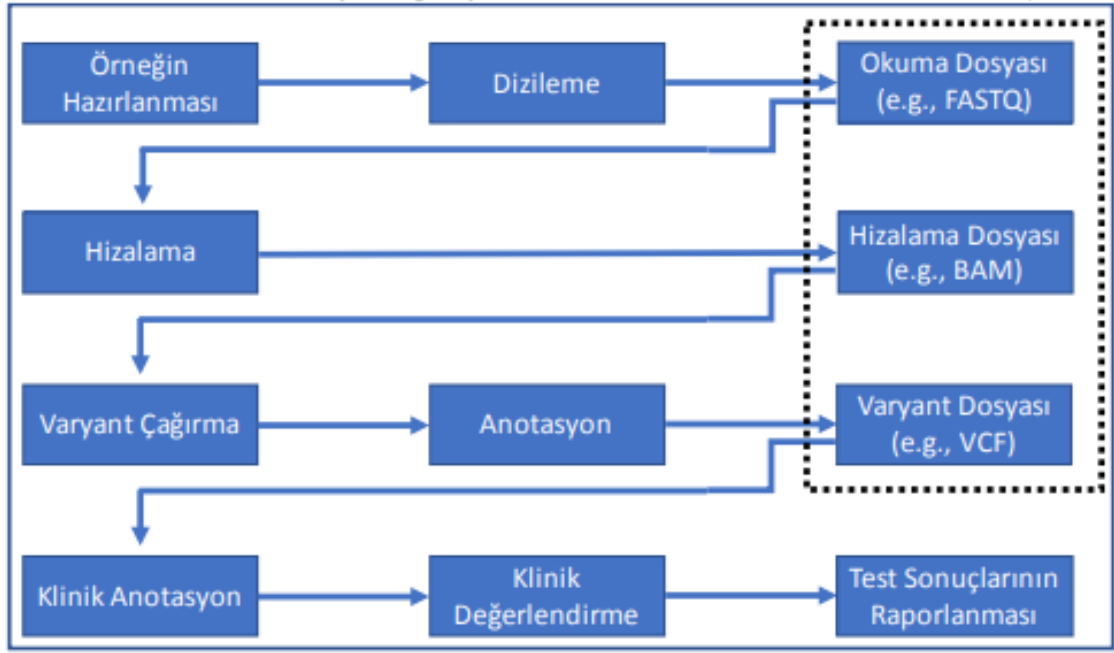 Örneğin
Hazırlanması
Dizileme
Okuma Dosyası
(e.g., FASTQ)
Hizalama
Hizalama Dosyası
(e.g., BAM)
Varyant Çağırma
Anotasyon
Varyant Dosyası
(e.g., VCF)
Klinik Anotasyon
Klinik
Değerlendirme
Test Sonuçlarının
Raporlanması